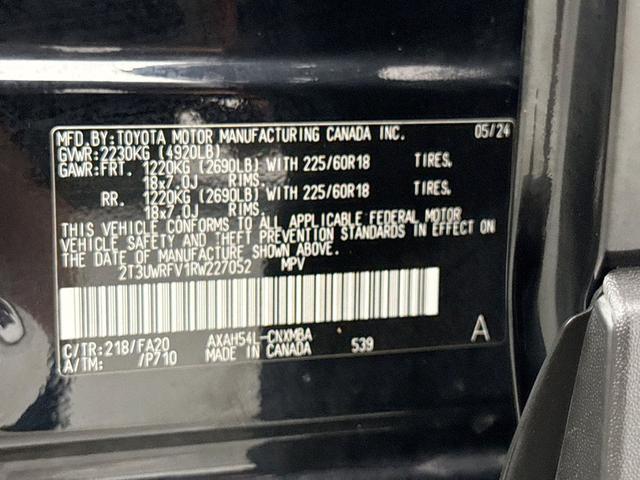 MFD.BY:TOYOTA MOTOR MANUFACTURING CANADA INC. 05/24
GVWR:2230KG (4920LB)
GAWR:FRT. 1220KG (2690LB) WITH 225/60R18 TIRES,
18x7.0J RIMS.
RR. 1220KG (2690LB) WITH 225/60R18 TIRES,
18x7.0J RIMS.
THIS VEHICLE CONFORMS TO ALL APPLICABLE FEDERAL MOTOR
VEHICLE SAFETY AND THEFT PREVENTION STANDARDS IN EFFECT ON
THE DATE OF MANUFACTURE SHOWN ABOVE.
2T3UWRFV1RW227052 MPV
C/TR:218/FA20 AXAH54L-CNXMBA 539 A
A/TM: /P710 MADE IN CANADA